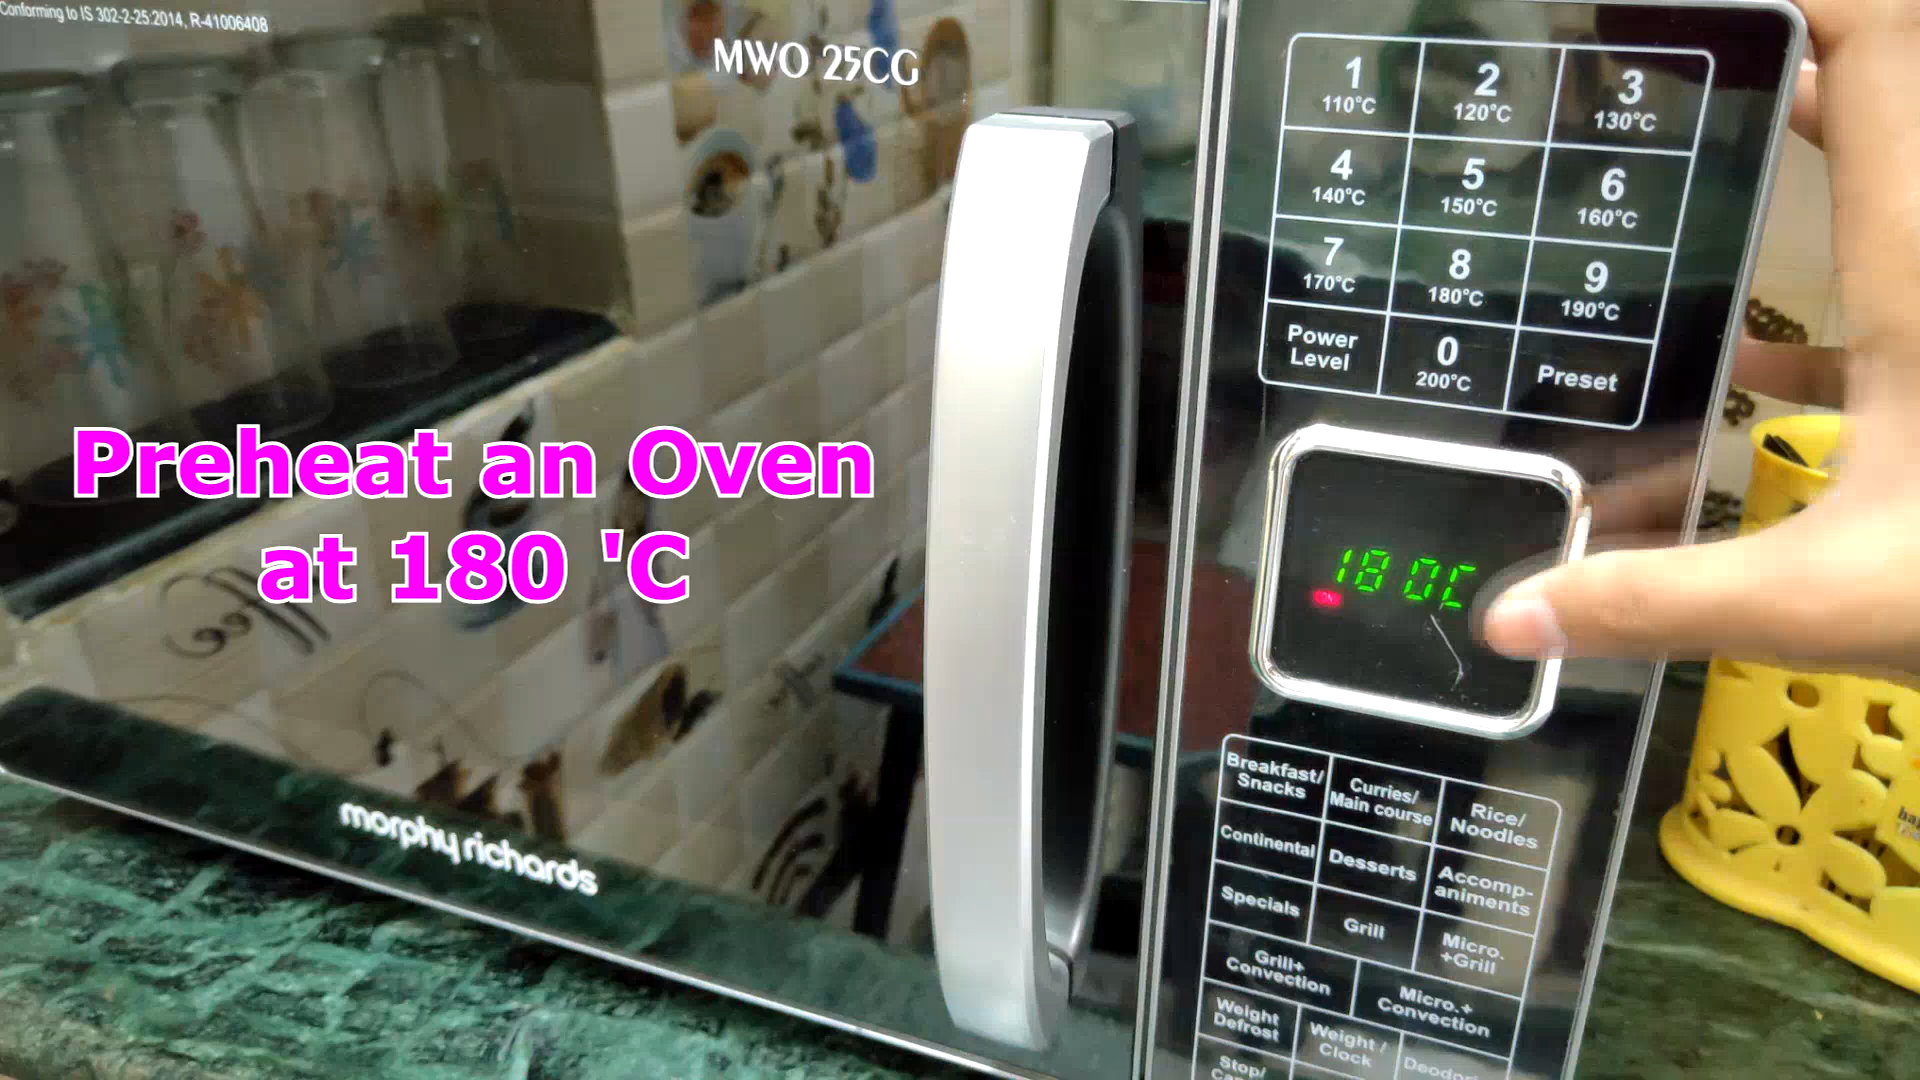 Conforming to IS 302-2-25:2014, R-41006408
MWO 25CG
1 2 3
110°C 120°C 130°C
4 5 6
140°C 150°C 160°C
7 8 9
170°C 180°C 190°C
Power Level
0
200°C
Preset
Preheat an Oven
at 180 'C
180C
morphy richards
Breakfast/
Snacks
Curries/
Main course
Rice/
Noodles
Continental
Desserts
Accomp-
animents
Specials
Grill
Micro.
+Grill
Grill+
Convection
Micro.+
Convection
Weight
Defrost
Weight /
Clock
Stop/